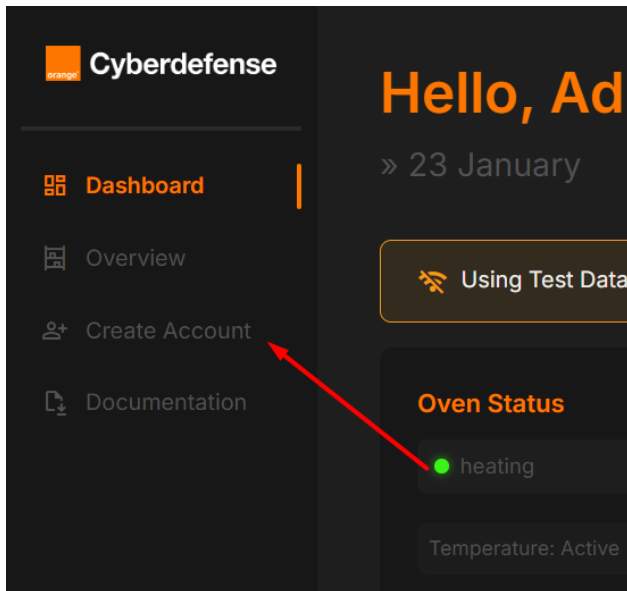 orange
Cyberdefense
Dashboard
Overview
Create Account
Documentation
Hello, Ad
» 23 January
Using Test Data
Oven Status
heating
Temperature: Active